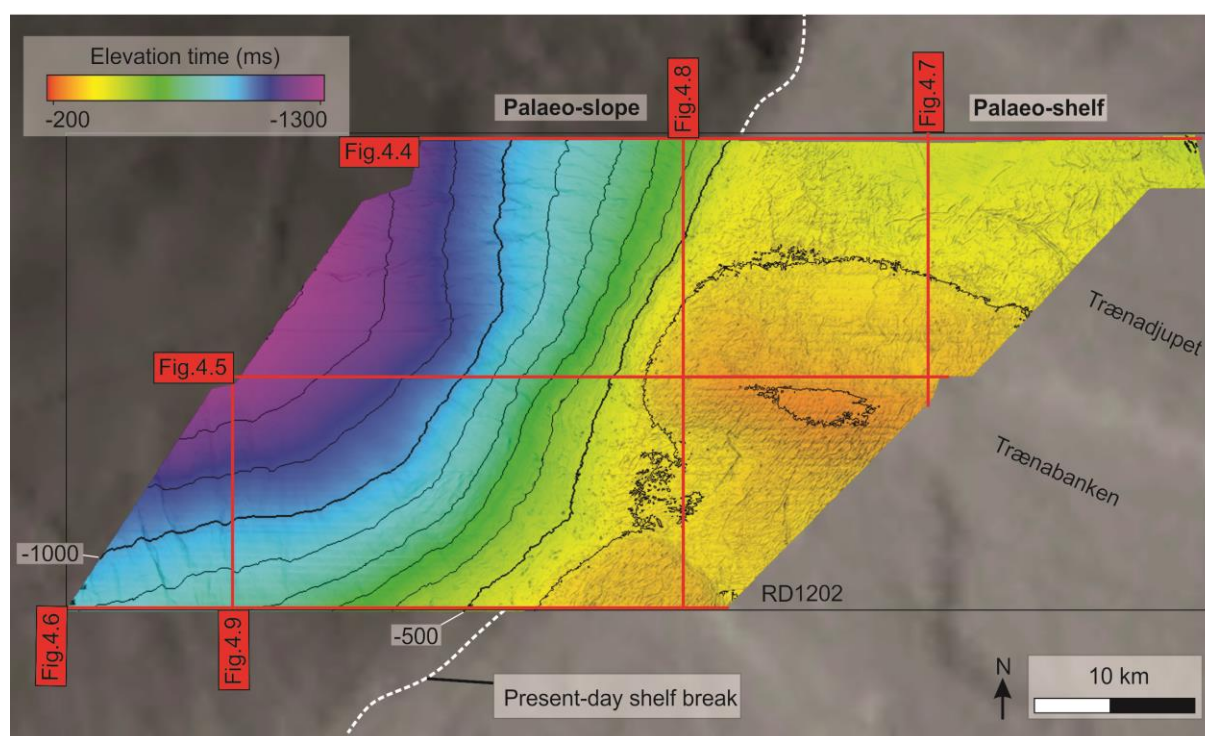 Elevation time (ms)
-200
-1300
Palaeo-slope
Fig.4.8
Fig.4.7
Palaeo-shelf
Fig.4.4
Trænadjupet
Fig.4.5
Trænabanken
-1000
RD1202
Fig.4.6
Fig.4.9
-500
Present-day shelf break
N
10 km